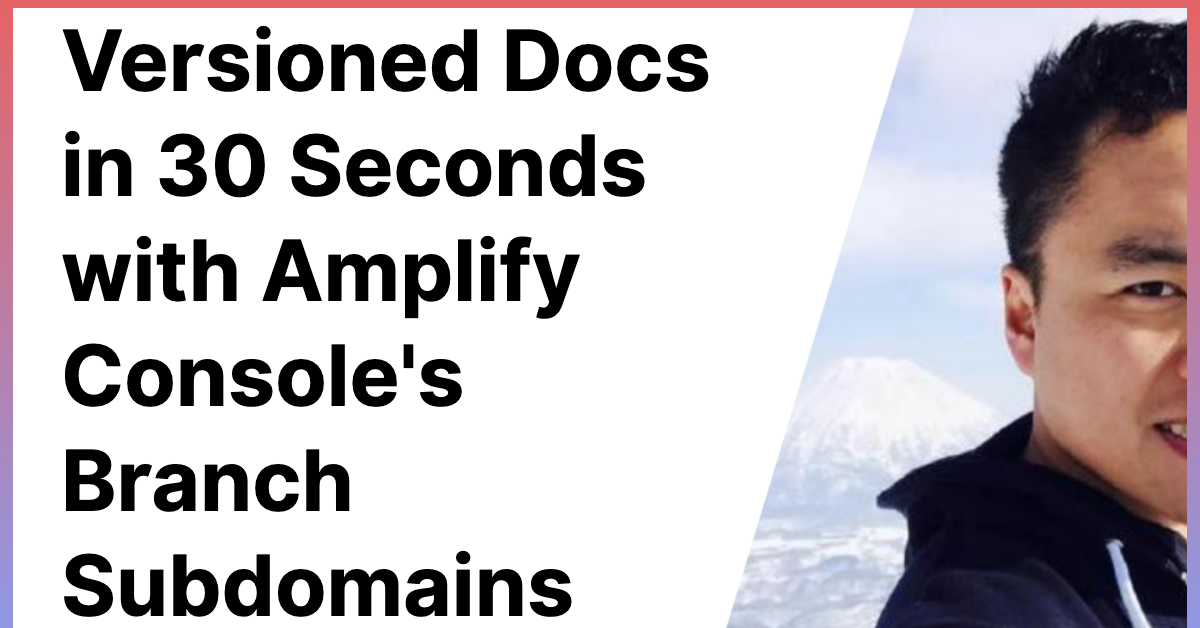 Versioned Docs
in 30 Seconds
with Amplify
Console's
Branch
Subdomains